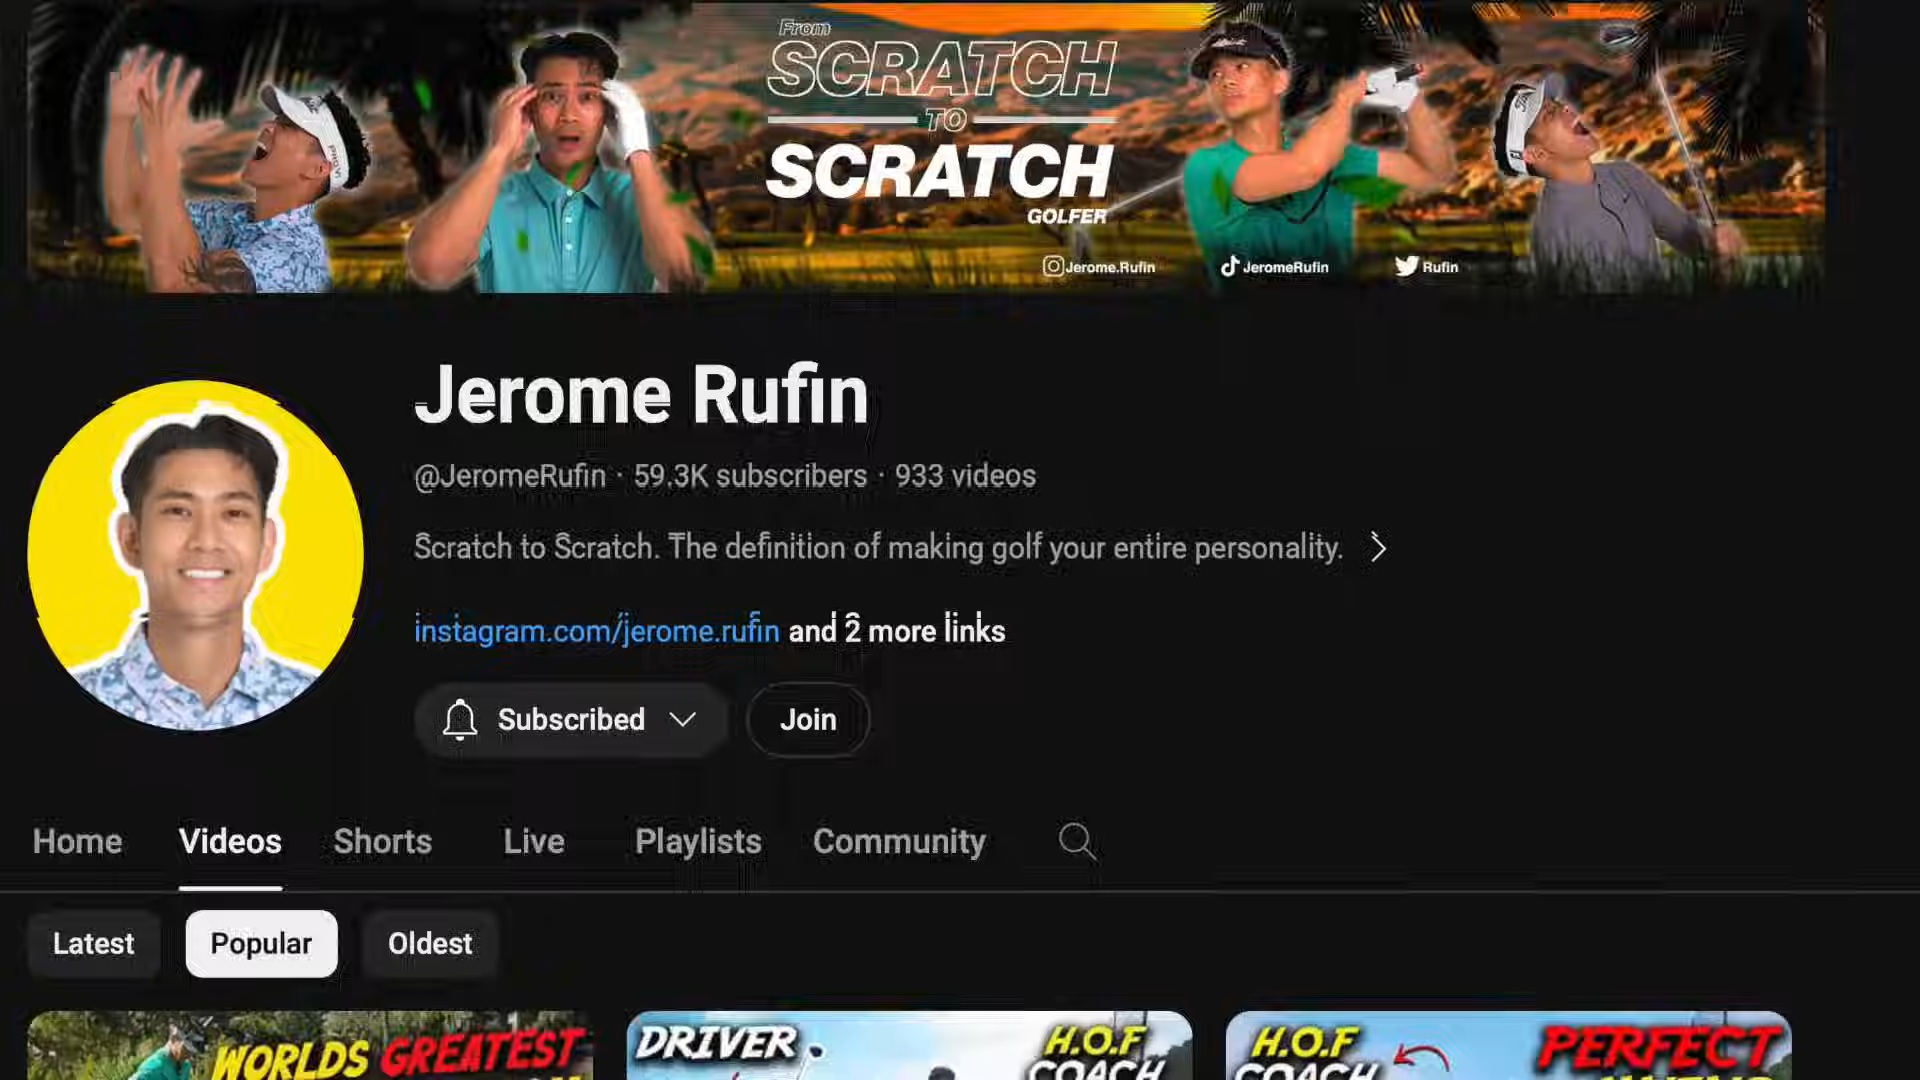 From
SCRATCH
TO
SCRATCH
GOLFER
Jerome.Rufin
JeromeRufin
Rufin
Jerome Rufin
@JeromeRufin · 59.3K subscribers · 933 videos
Scratch to Scratch. The definition of making golf your entire personality.
instagram.com/jerome.rufin and 2 more links
Subscribed
Join
Home Videos Shorts Live Playlists Community
Latest Popular Oldest
WORLDS GREATEST
DRIVER
H.O.F
COACH
H.O.F
COACH
PERFECT